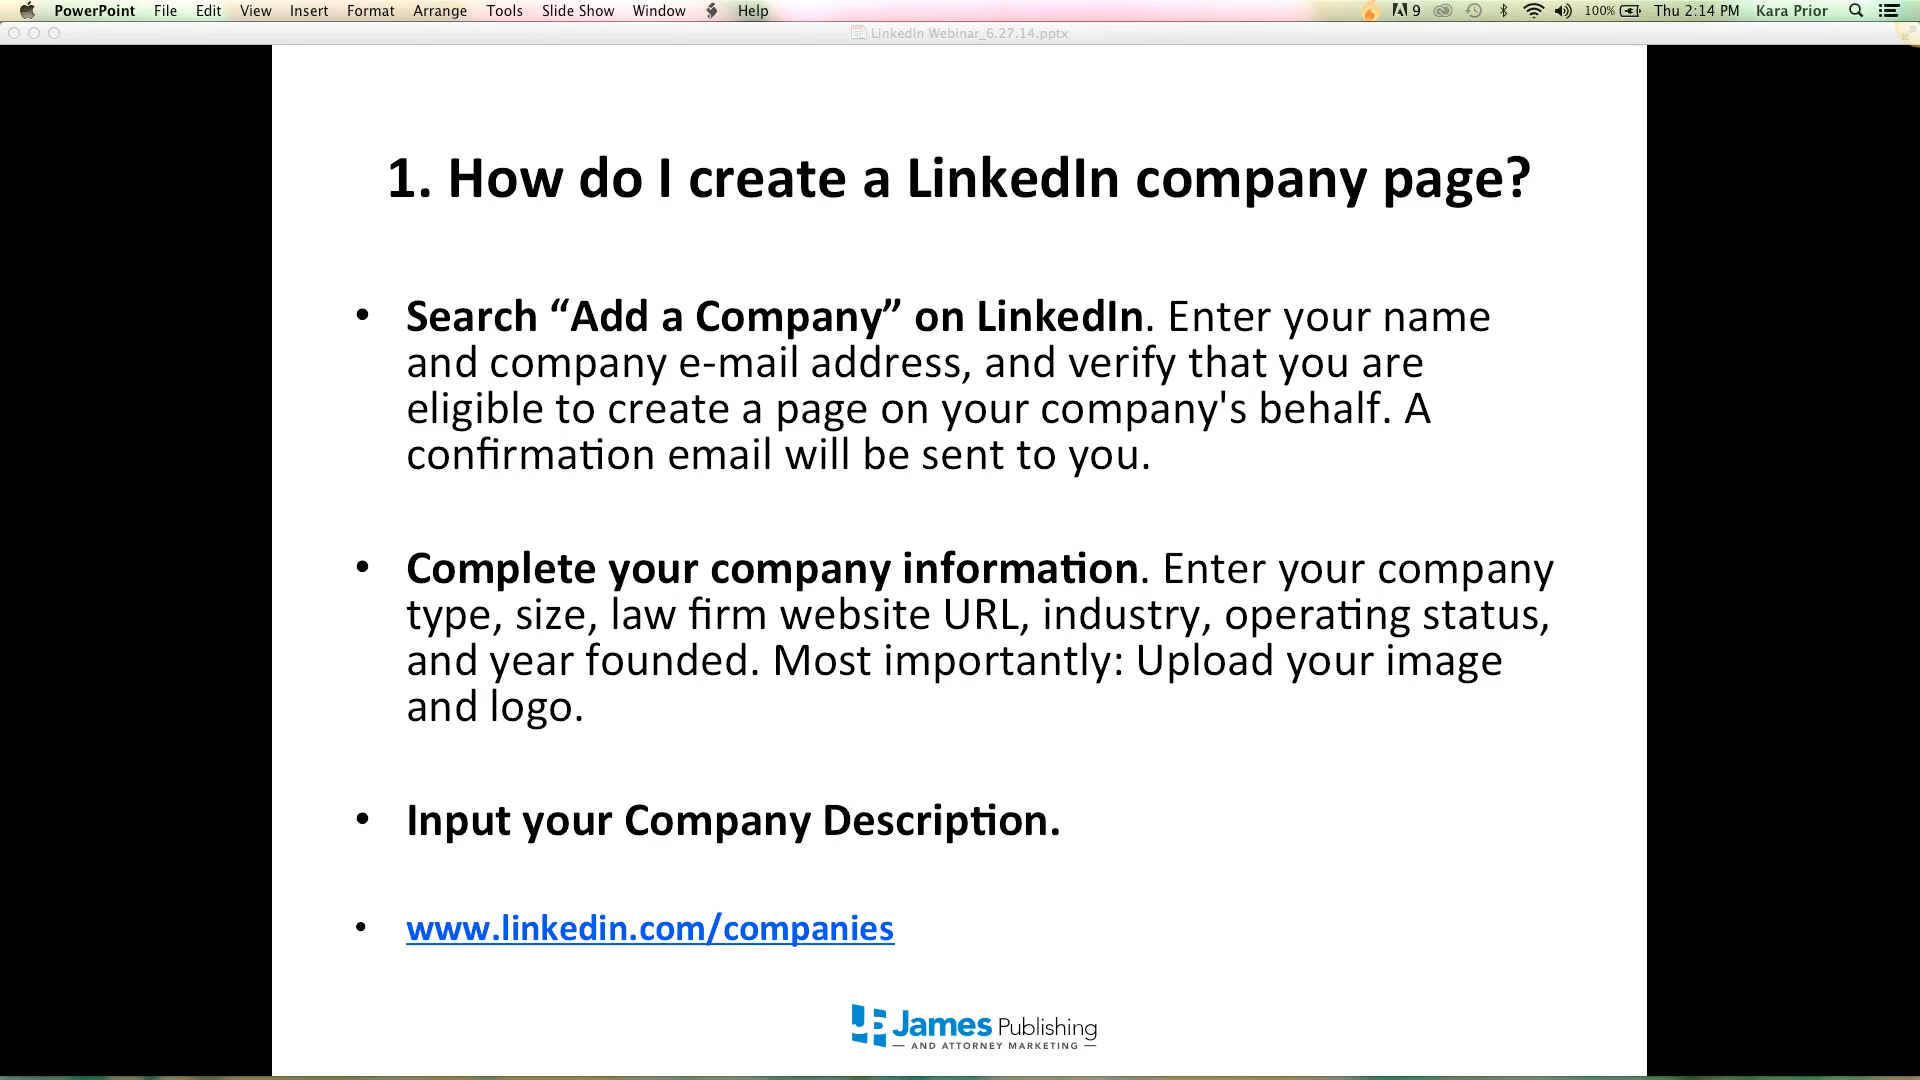 PowerPoint File Edit View Insert Format Arrange Tools Slide Show Window Help 9 100% Thu 2:14 PM Kara Prior
LinkedIn Webinar_6.27.14.pptx
1. How do I create a LinkedIn company page?
• Search “Add a Company” on LinkedIn. Enter your name
and company e-mail address, and verify that you are
eligible to create a page on your company's behalf. A
confirmation email will be sent to you.
• Complete your company information. Enter your company
type, size, law firm website URL, industry, operating status,
and year founded. Most importantly: Upload your image
and logo.
• Input your Company Description.
• www.linkedin.com/companies
James Publishing
— AND ATTORNEY MARKETING —